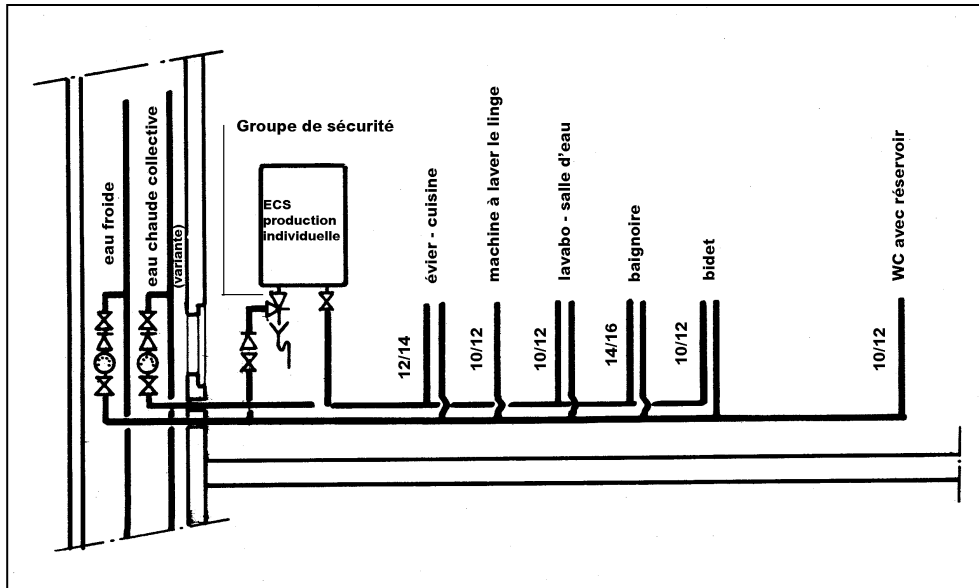 eau froide
eau chaude collective
(variante)
Groupe de sécurité
ECS
production
individuelle
évier - cuisine
machine à laver le linge
lavabo - salle d'eau
baignoire
bidet
WC avec réservoir
12/14
10/12
10/12
14/16
10/12
10/12